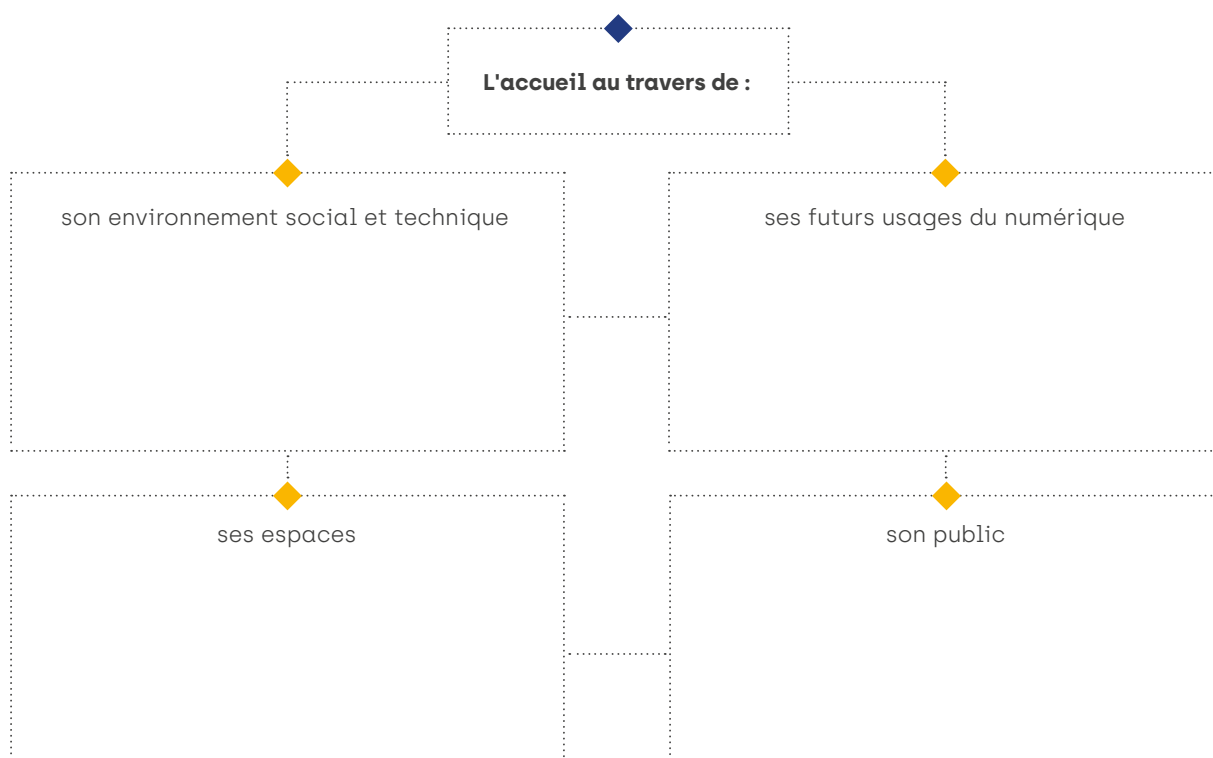 L'accueil au travers de :
son environnement social et technique
ses futurs usages du numérique
ses espaces
son public